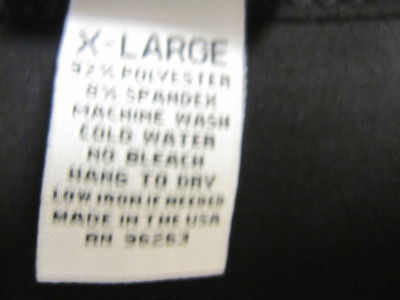 X-LARGE
92% POLYESTER
8% SPANDEX
MACHINE WASH
COLD WATER
NO BLEACH
HANG TO DRY
LOW IRON IF NEEDED
MADE IN THE USA
RN 96263